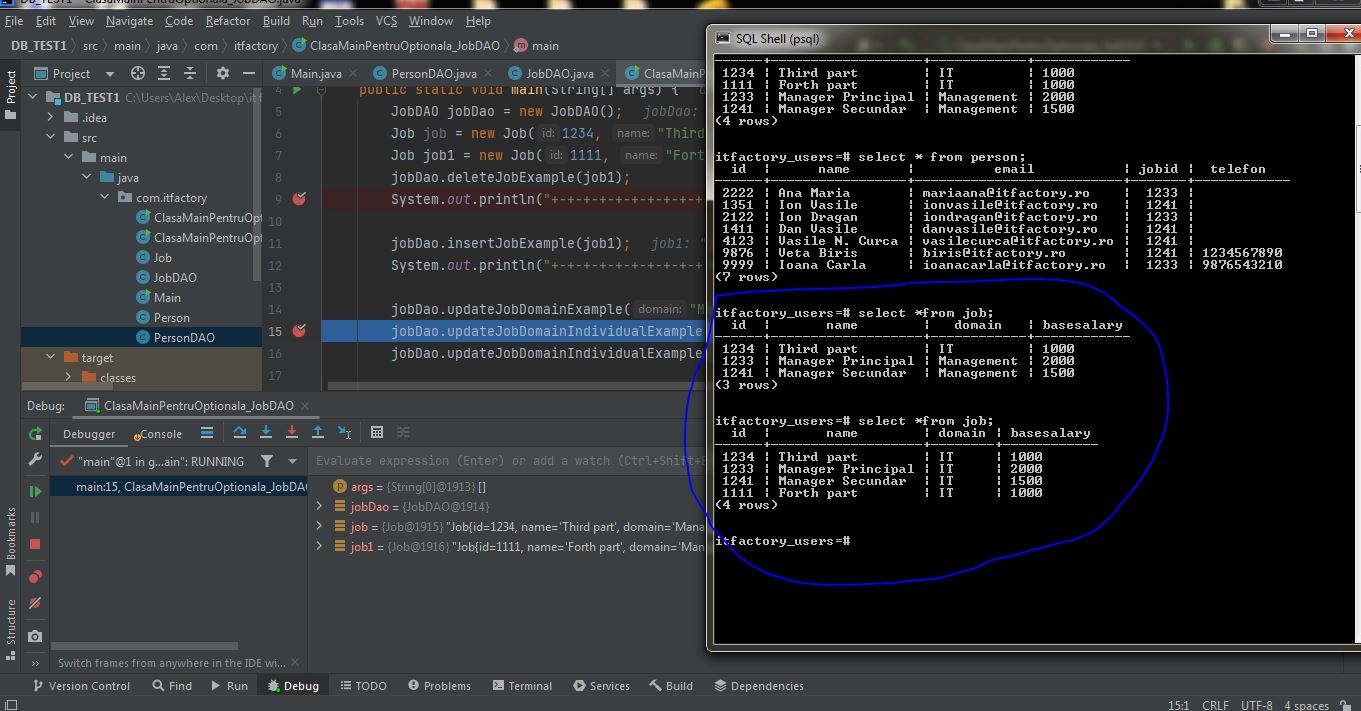 DB_TEST1 - ClasaMainPentruOptionala_JobDAO.java
File Edit View Navigate Code Refactor Build Run Tools VCS Window Help
DB_TEST1 src main java com itfactory ClasaMainPentruOptionala_JobDAO main
Project
Project
Main.java PersonDAO.java JobDAO.java ClasaMainP
DB_TEST1 C:\Users\Alex\Desktop\it f
.idea
src
main
java
com.itfactory
ClasaMainPentruOpt
ClasaMainPentruOpt
Job
JobDAO
Main
Person
PersonDAO
target
classes
4 public static void main(String[] args) {
5 JobDAO jobDao = new JobDAO(); jobDao:
6 Job job = new Job( id: 1234, name: "Third
7 Job job1 = new Job( id: 1111, name: "Fort
8 jobDao.deleteJobExample(job1);
9 System.out.println("+-+-+-+-+-+-+-+-+-+
10
11 jobDao.insertJobExample(job1); job1: "
12 System.out.println("+-+-+-+-+-+-+-+-+-+
13
14 jobDao.updateJobDomainExample( domain: "M
15 jobDao.updateJobDomainIndividualExample
16 jobDao.updateJobDomainIndividualExample
17
SQL Shell (psql)
1234 | Third part | IT | 1000
1111 | Forth part | IT | 1000
1233 | Manager Principal | Management | 2000
1241 | Manager Secundar | Management | 1500
(4 rows)
itfactory_users=# select * from person;
id | name | email | jobid | telefon
2222 | Ana Maria | mariaana@itfactory.ro | 1233 |
1351 | Ion Vasile | ionvasile@itfactory.ro | 1241 |
2122 | Ion Dragan | iondragan@itfactory.ro | 1233 |
1411 | Dan Vasile | danvasile@itfactory.ro | 1241 |
4123 | Vasile N. Curca | vasilecurca@itfactory.ro | 1241 |
9876 | Veta Biris | biris@itfactory.ro | 1241 | 1234567890
9999 | Ioana Carla | ioanacarla@itfactory.ro | 1233 | 9876543210
(7 rows)
itfactory_users=# select *from job;
id | name | domain | basesalary
1234 | Third part | IT | 1000
1233 | Manager Principal | Management | 2000
1241 | Manager Secundar | Management | 1500
(3 rows)
itfactory_users=# select *from job;
id | name | domain | basesalary
1234 | Third part | IT | 1000
1233 | Manager Principal | IT | 2000
1241 | Manager Secundar | IT | 1500
1111 | Forth part | IT | 1000
(4 rows)
itfactory_users=#
Debug: ClasaMainPentruOptionala_JobDAO
Debugger Console
"main"@1 in g...ain": RUNNING
Evaluate expression (Enter) or add a watch (Ctrl+Shift+E
main:15, ClasaMainPentruOptionala_JobDAO
args = {String[0]@1913} []
jobDao = {JobDAO@1914}
job = {Job@1915} "Job{id=1234, name='Third part', domain='Mana
job1 = {Job@1916} "Job{id=1111, name='Forth part', domain='Man
Bookmarks
Structure
Switch frames from anywhere in the IDE wi...
Version Control Find Run Debug TODO Problems Terminal Services Build Dependencies
15:1 CRLF UTF-8 4 spaces